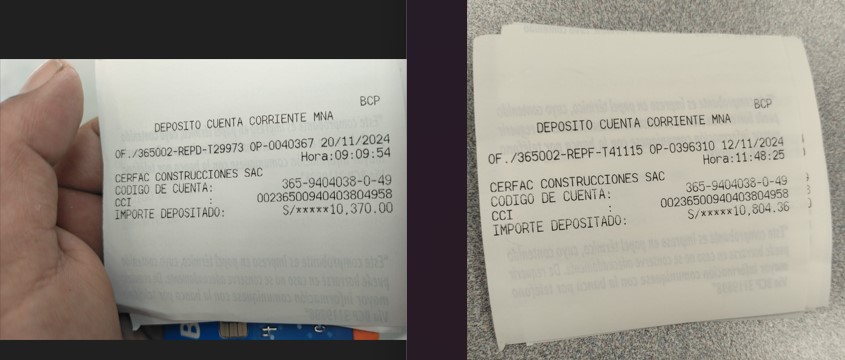 BCP
DEPOSITO CUENTA CORRIENTE MNA
OF./365002-REPD-T29973 OP-0040367 20/11/2024
Hora:09:09:54
CERFAC CONSTRUCCIONES SAC
CODIGO DE CUENTA: 365-9404038-0-49
CCI : 00236500940403804958
IMPORTE DEPOSITADO: S/*****10,370.00
BCP
DEPOSITO CUENTA CORRIENTE MNA
OF./365002-REPF-T41115 OP-0396310 12/11/2024
Hora:11:48:25
CERFAC CONSTRUCCIONES SAC
CODIGO DE CUENTA: 365-9404038-0-49
CCI : 00236500940403804958
IMPORTE DEPOSITADO: S/*****10,804.36